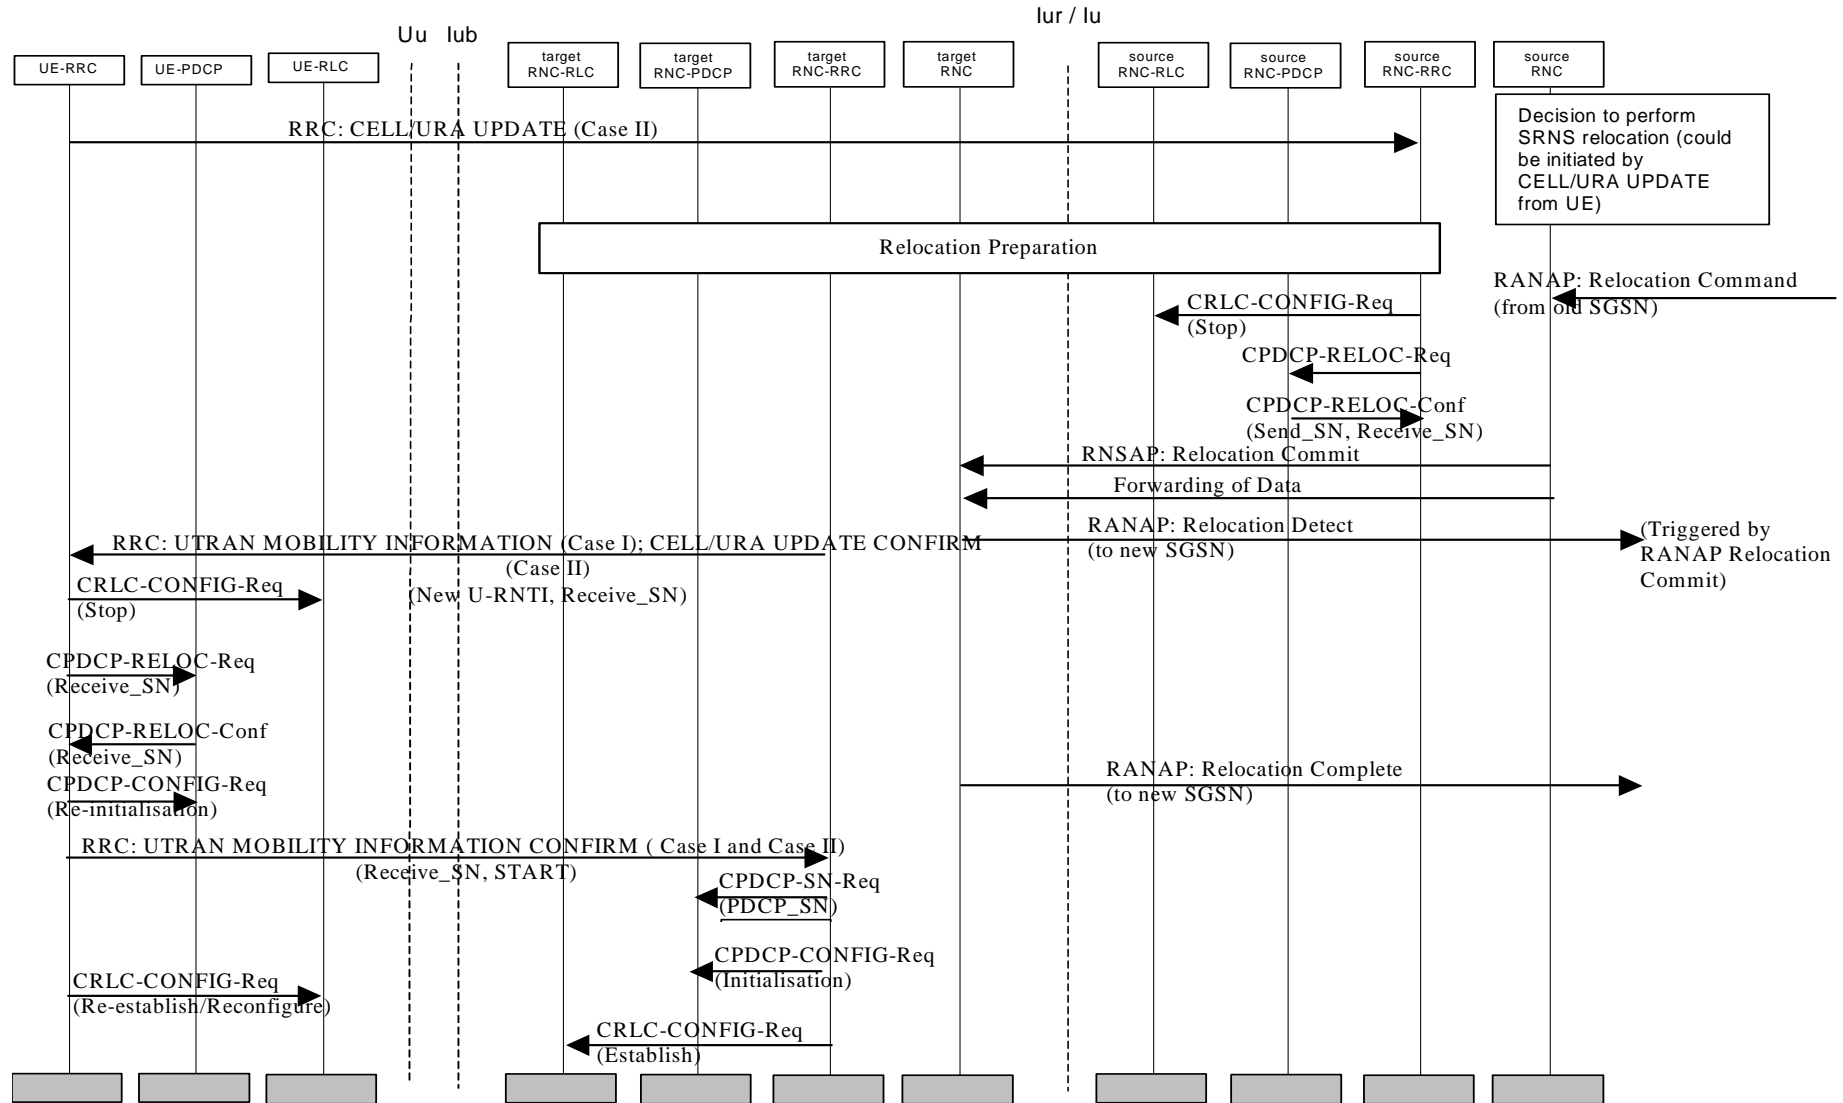 Iur / Iu
Uu Iub
UE-RRC
UE-PDCP
UE-RLC
target
RNC-RLC
target
RNC-PDCP
target
RNC-RRC
target
RNC
source
RNC-RLC
source
RNC-PDCP
source
RNC-RRC
source
RNC
Decision to perform
SRNS relocation (could
be initiated by
CELL/URA UPDATE
from UE)
RRC: CELL/URA UPDATE (Case II)
Relocation Preparation
RANAP: Relocation Command
(from old SGSN)
CRLC-CONFIG-Req
(Stop)
CPDCP-RELOC-Req
CPDCP-RELOC-Conf
(Send_SN, Receive_SN)
RNSAP: Relocation Commit
Forwarding of Data
RANAP: Relocation Detect
(to new SGSN)
(Triggered by
RANAP Relocation
Commit)
RRC: UTRAN MOBILITY INFORMATION (Case I); CELL/URA UPDATE CONFIRM
(Case II)
(New U-RNTI, Receive_SN)
CRLC-CONFIG-Req
(Stop)
CPDCP-RELOC-Req
(Receive_SN)
CPDCP-RELOC-Conf
(Receive_SN)
CPDCP-CONFIG-Req
(Re-initialisation)
RANAP: Relocation Complete
(to new SGSN)
RRC: UTRAN MOBILITY INFORMATION CONFIRM ( Case I and Case II)
(Receive_SN, START)
CPDCP-SN-Req
(PDCP_SN)
CPDCP-CONFIG-Req
(Initialisation)
CRLC-CONFIG-Req
(Re-establish/Reconfigure)
CRLC-CONFIG-Req
(Establish)